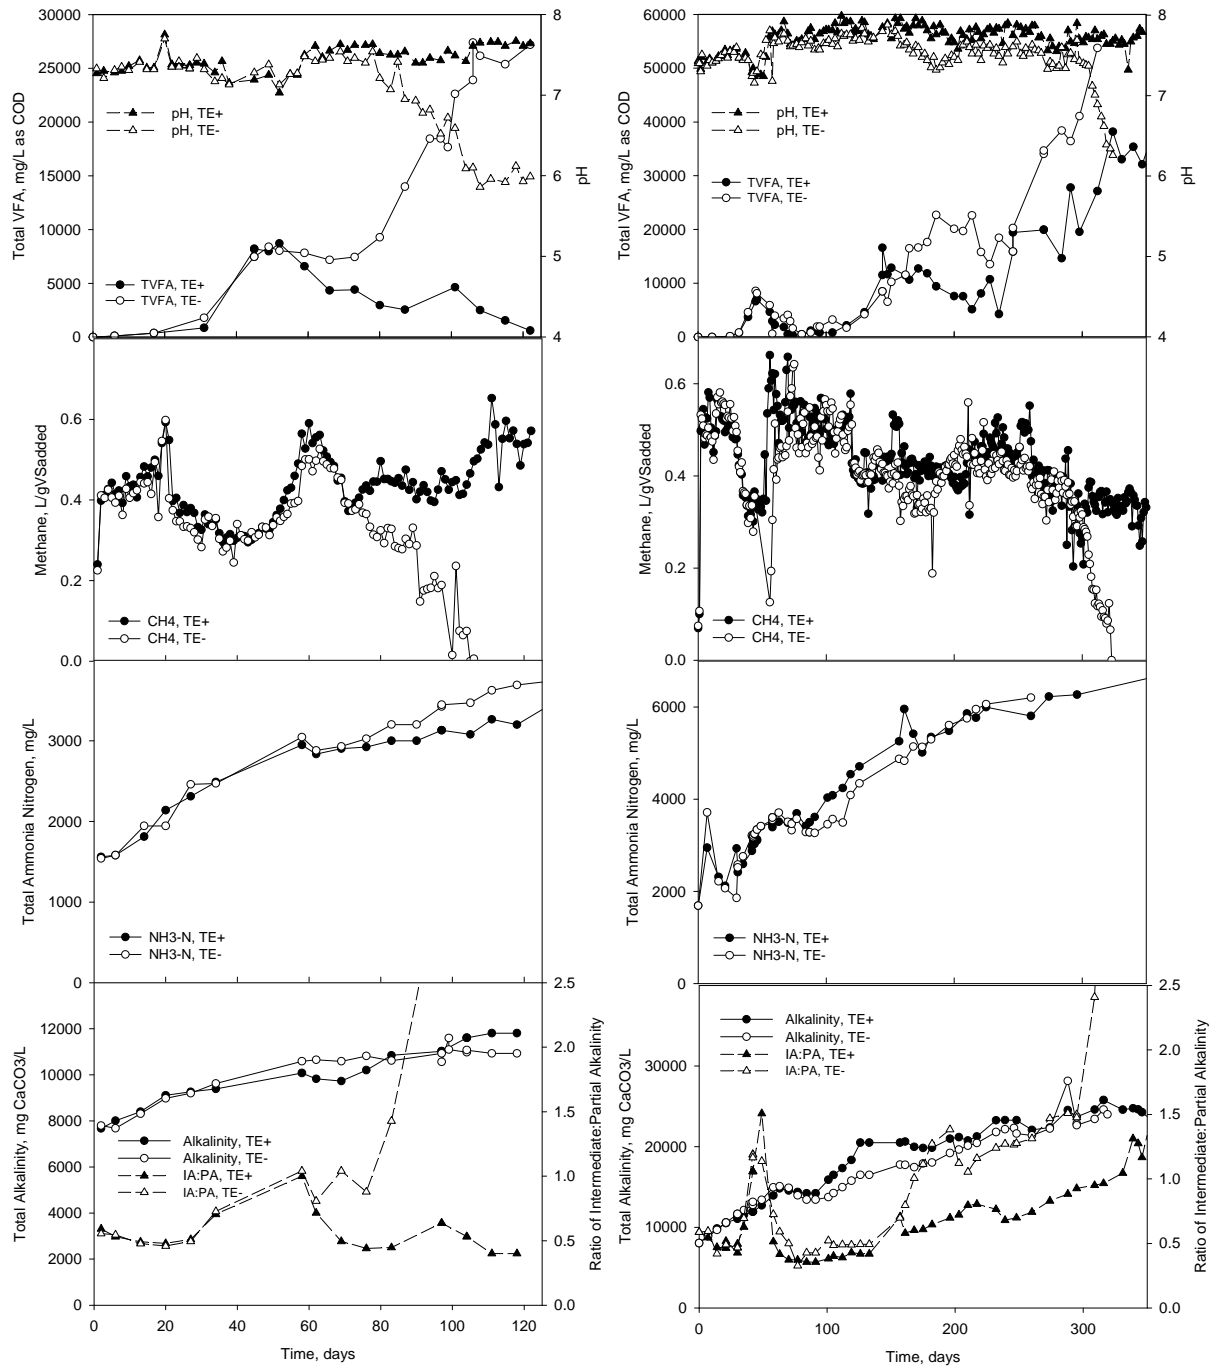 Total VFA, mg/L as COD
30000
25000
20000
15000
10000
5000
0
8
7
6
5
4
pH
pH, TE+
pH, TE-
TVFA, TE+
TVFA, TE-
Total VFA, mg/L as COD
60000
50000
40000
30000
20000
10000
0
8
7
6
5
4
pH
pH, TE+
pH, TE-
TVFA, TE+
TVFA, TE-
Methane, L/gVSadded
0.6
0.4
0.2
0.0
CH4, TE+
CH4, TE-
Methane, L/gVSadded
0.6
0.4
0.2
0.0
CH4, TE+
CH4, TE-
Total Ammonia Nitrogen, mg/L
3000
2000
1000
0
NH3-N, TE+
NH3-N, TE-
Total Ammonia Nitrogen, mg/L
6000
4000
2000
0
NH3-N, TE+
NH3-N, TE-
Total Alkalinity, mg CaCO3/L
12000
10000
8000
6000
4000
2000
0
2.5
2.0
1.5
1.0
0.5
0.0
Ratio of Intermediate:Partial Alkalinity
Alkalinity, TE+
Alkalinity, TE-
IA:PA, TE+
IA:PA, TE-
0 20 40 60 80 100 120
Time, days
Total Alkalinity, mg CaCO3/L
30000
20000
10000
0
2.5
2.0
1.5
1.0
0.5
0.0
Ratio of Intermediate:Partial Alkalinity
Alkalinity, TE+
Alkalinity, TE-
IA:PA, TE+
IA:PA, TE-
0 100 200 300
Time, days